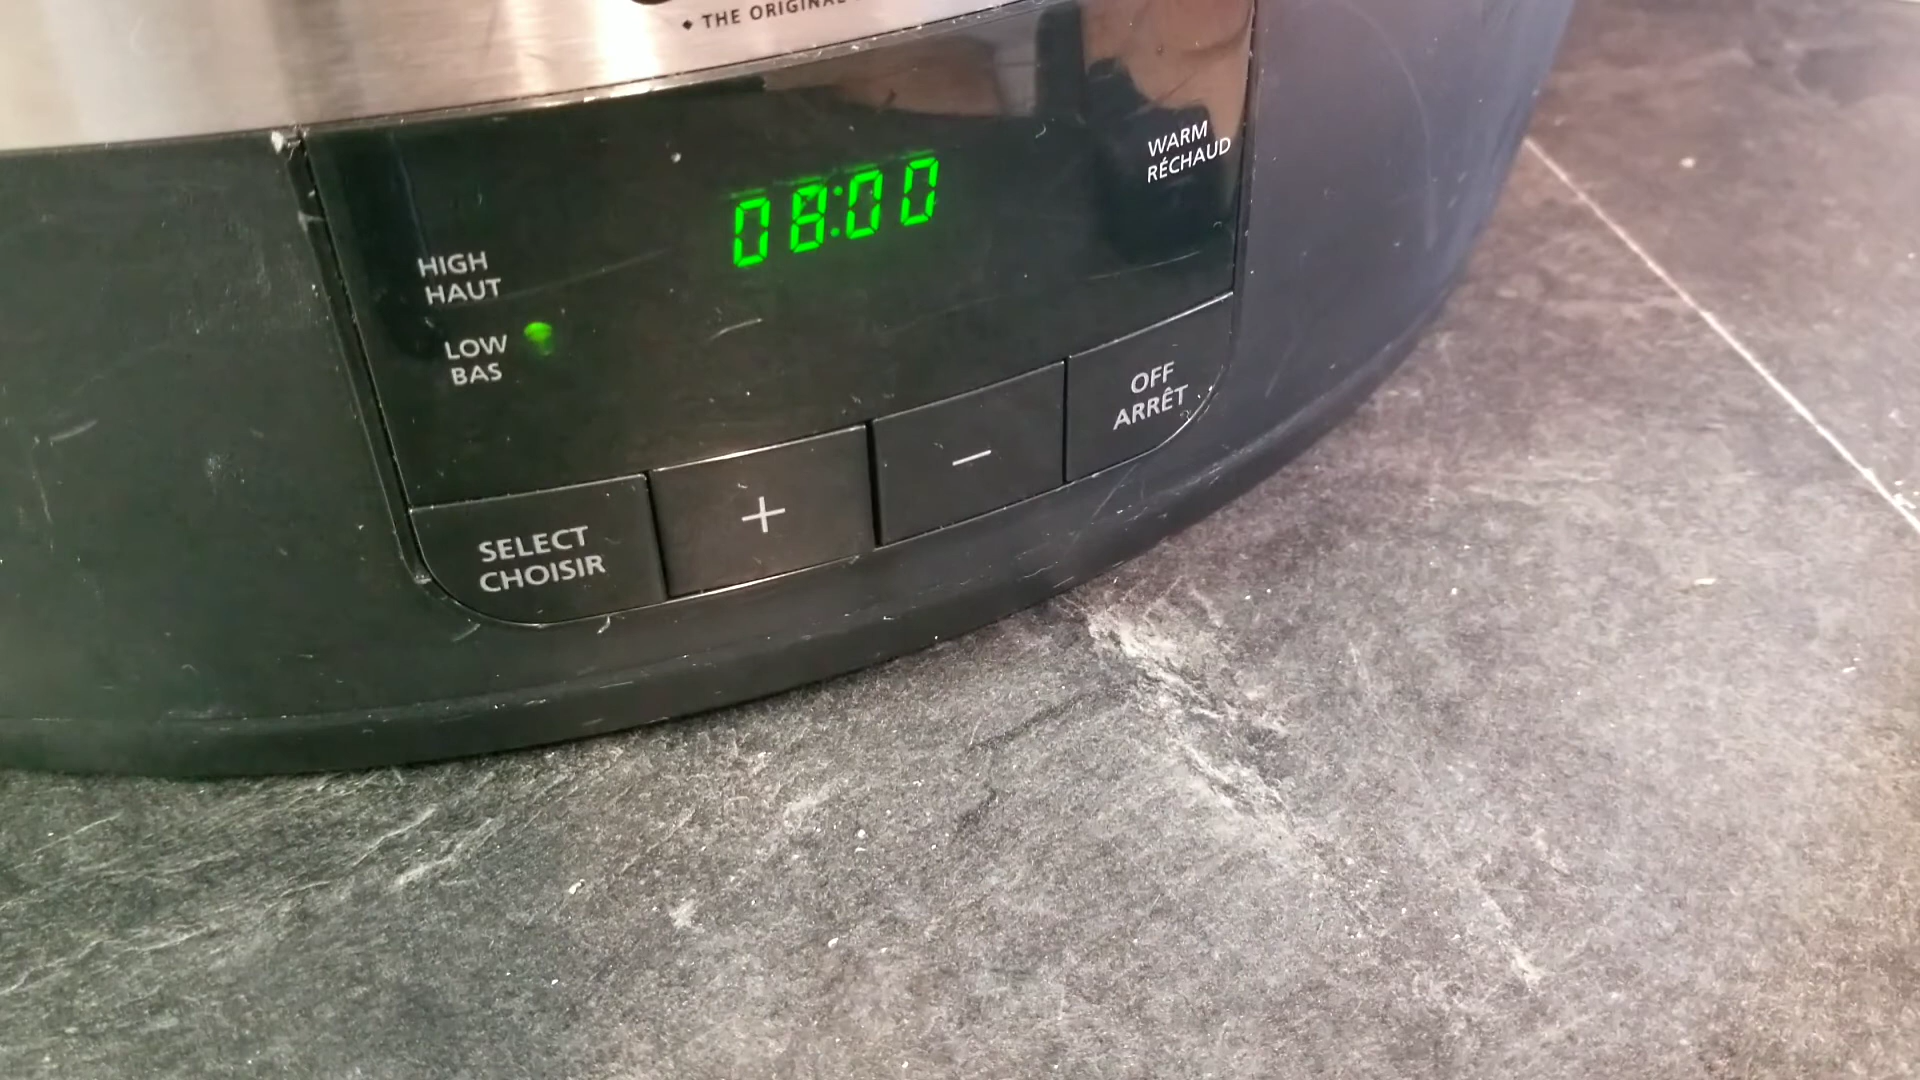 ◆ THE ORIGINAL
08:00
WARM
RÉCHAUD
HIGH
HAUT
LOW
BAS
OFF
ARRÊT
−
+
SELECT
CHOISIR